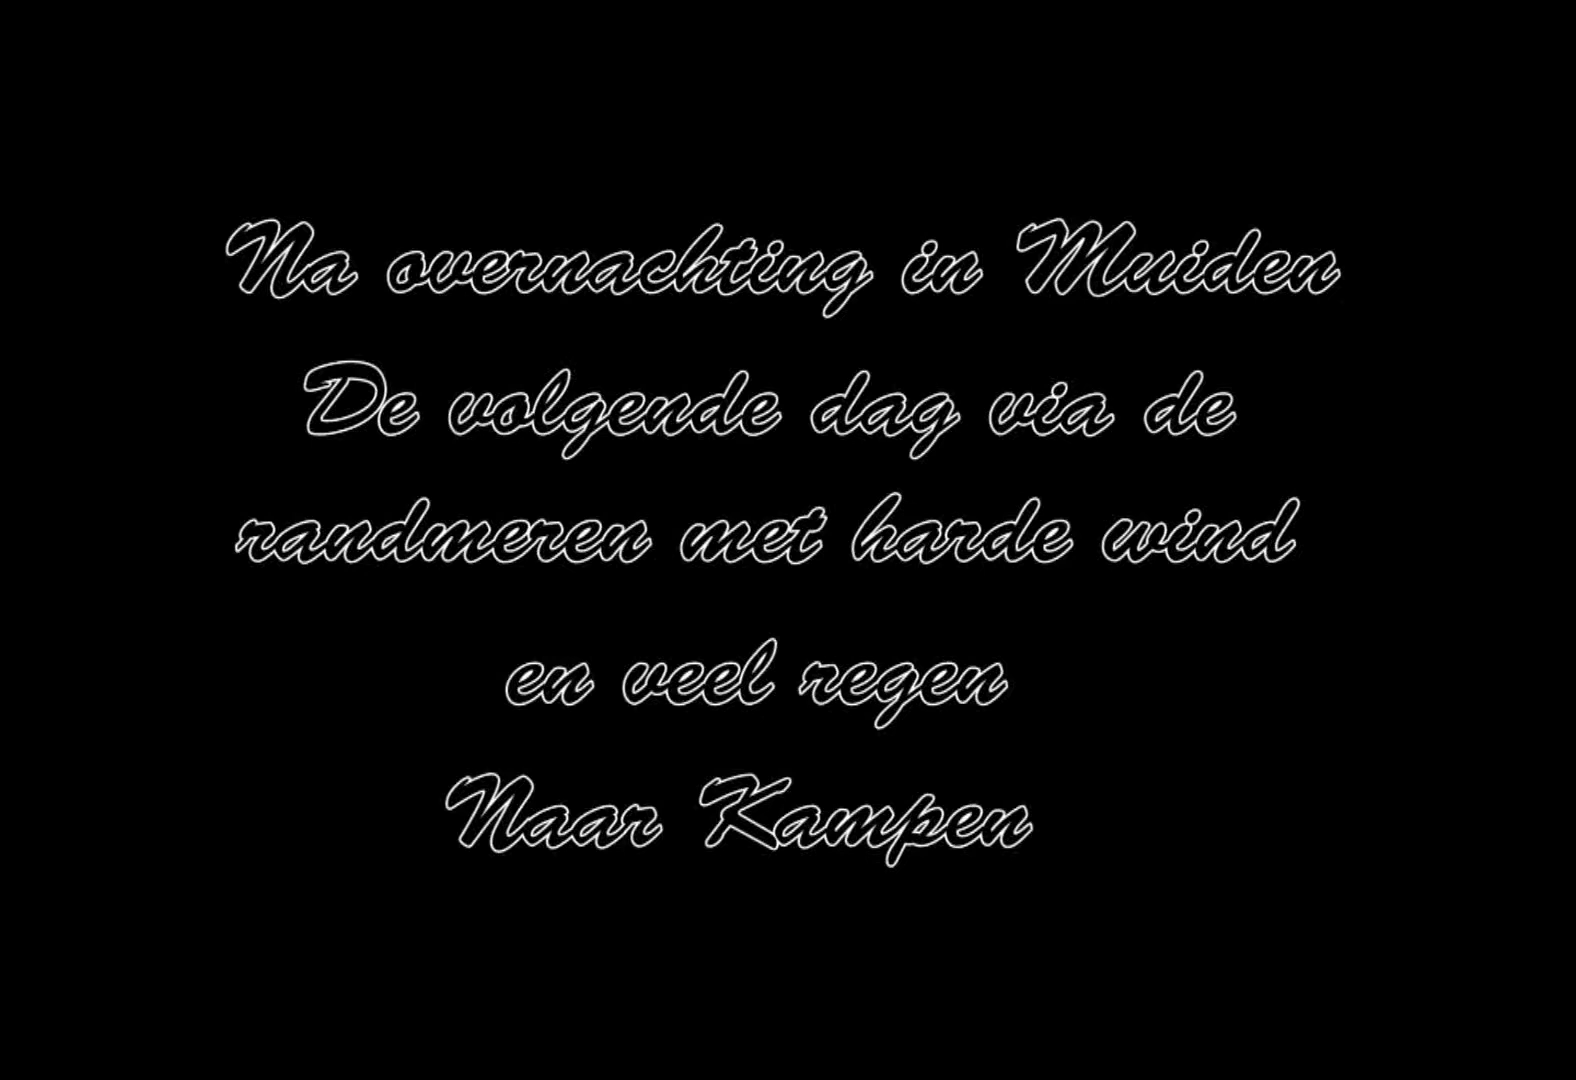 Na overnachting in Muiden
De volgende dag via de
randmeren met harde wind
en veel regen
Naar Kampen